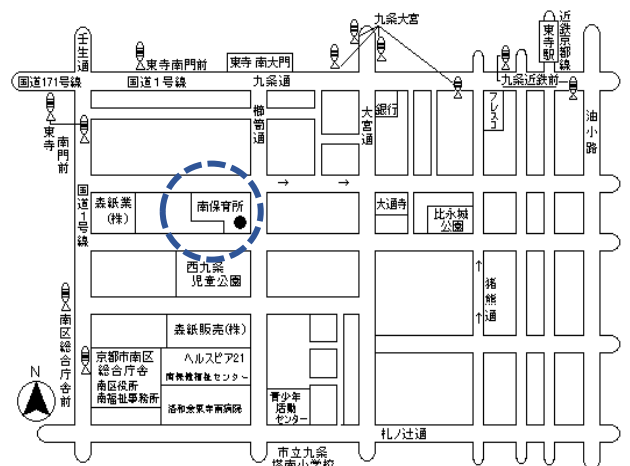 九条大宮
近鉄京都線
東寺駅
壬生通
東寺南門前
東寺 南大門
九条近鉄前
国道171号線
国道1号線
九条通
東寺南門前
櫛笥通
大宮通
銀行
フレスコ
油小路
国道1号線
→
→
森紙業
(株)
南保育所
大通寺
比永城
公園
西九条
児童公園
↑
猪熊通
↑
南区総合庁舎前
森紙販売(株)
京都市南区
総合庁舎
南区役所
南福祉事務所
ヘルスピア21
南保健福祉センター
洛和会東寺南病院
青少年
活動
センター
N
札ノ辻通
市立九条
塔南小学校